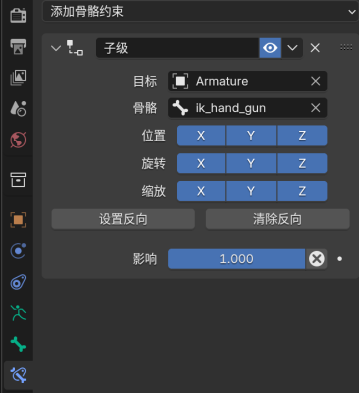 添加骨骼约束
子级
目标 Armature
骨骼 ik_hand_gun
位置 X Y Z
旋转 X Y Z
缩放 X Y Z
设置反向 清除反向
影响 1.000